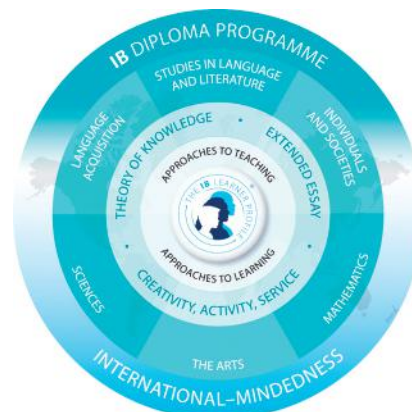 IB DIPLOMA PROGRAMME
STUDIES IN LANGUAGE
AND LITERATURE
LANGUAGE
ACQUISITION
INDIVIDUALS
AND SOCIETIES
THEORY OF KNOWLEDGE
•
EXTENDED ESSAY
APPROACHES TO TEACHING
THE IB LEARNER PROFILE
APPROACHES TO LEARNING
•
•
CREATIVITY, ACTIVITY, SERVICE
SCIENCES
MATHEMATICS
THE ARTS
INTERNATIONAL–MINDEDNESS